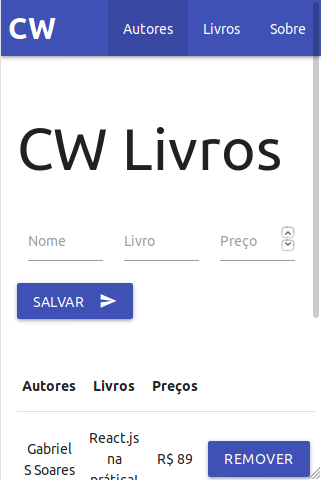 CW Autores Livros Sobre
CW Livros
Nome Livro Preço
SALVAR
Autores Livros Preços
Gabriel S Soares React.js na prática! R$ 89 REMOVER